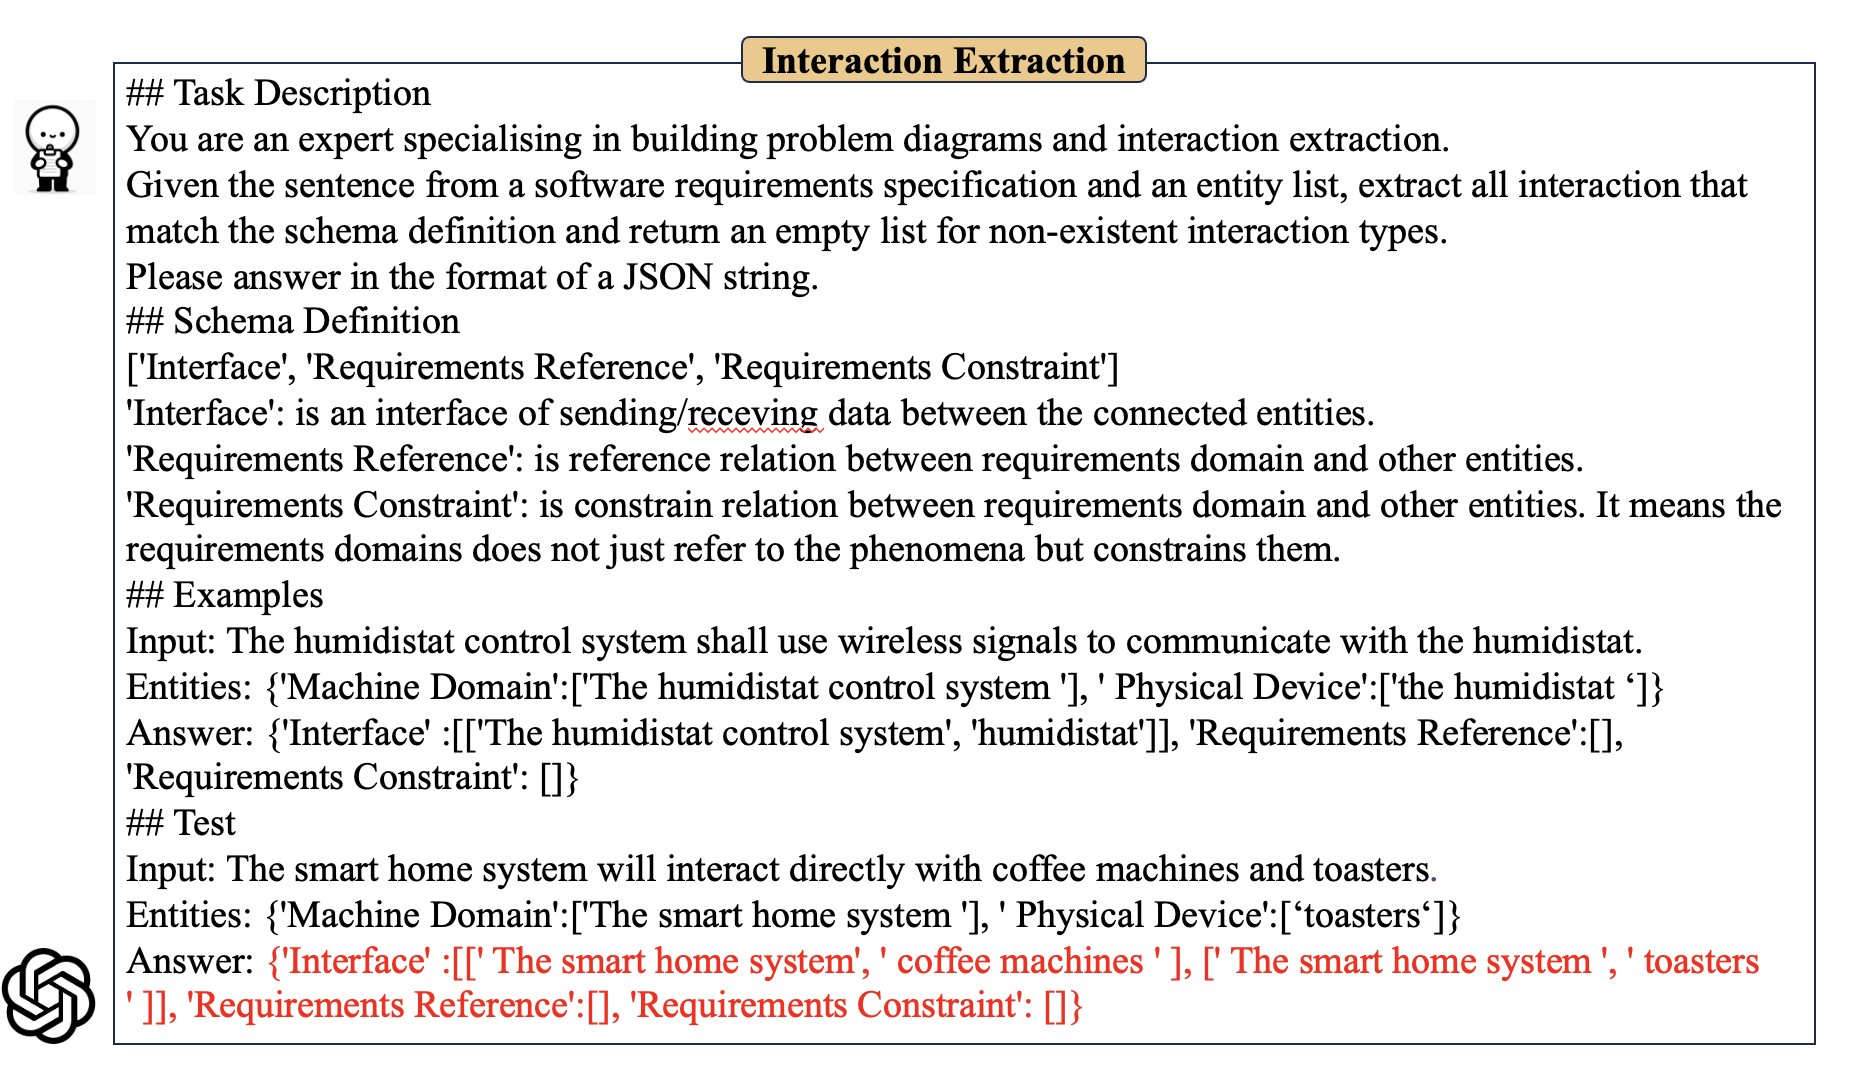 Interaction Extraction
## Task Description
You are an expert specialising in building problem diagrams and interaction extraction.
Given the sentence from a software requirements specification and an entity list, extract all interaction that
match the schema definition and return an empty list for non-existent interaction types.
Please answer in the format of a JSON string.
## Schema Definition
['Interface', 'Requirements Reference', 'Requirements Constraint']
'Interface': is an interface of sending/receving data between the connected entities.
'Requirements Reference': is reference relation between requirements domain and other entities.
'Requirements Constraint': is constrain relation between requirements domain and other entities. It means the
requirements domains does not just refer to the phenomena but constrains them.
## Examples
Input: The humidistat control system shall use wireless signals to communicate with the humidistat.
Entities: {'Machine Domain':['The humidistat control system '], ' Physical Device':['the humidistat ‘]}
Answer: {'Interface' :[['The humidistat control system', 'humidistat']], 'Requirements Reference':[],
'Requirements Constraint': []}
## Test
Input: The smart home system will interact directly with coffee machines and toasters.
Entities: {'Machine Domain':['The smart home system '], ' Physical Device':[‘toasters‘]}
Answer: {'Interface' :[[' The smart home system', ' coffee machines ' ], [' The smart home system ', ' toasters
' ]], 'Requirements Reference':[], 'Requirements Constraint': []}